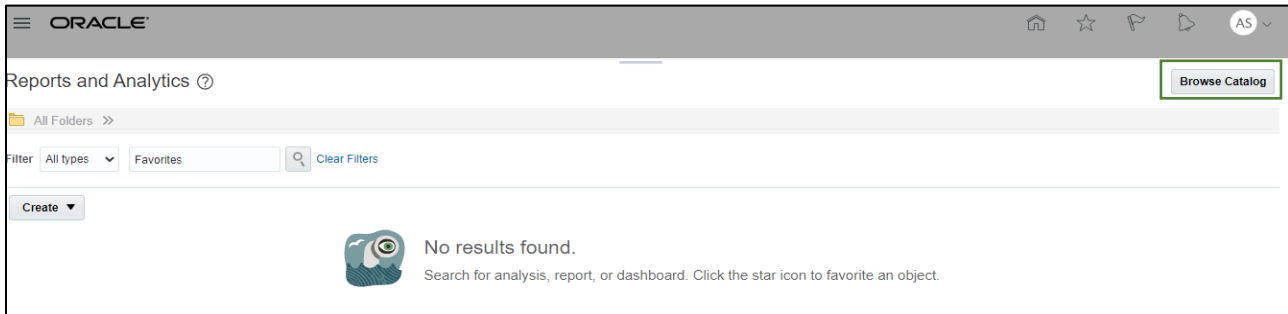 ORACLE
AS
Reports and Analytics ?
Browse Catalog
All Folders >>
Filter All types Favorites Clear Filters
Create
No results found.
Search for analysis, report, or dashboard. Click the star icon to favorite an object.